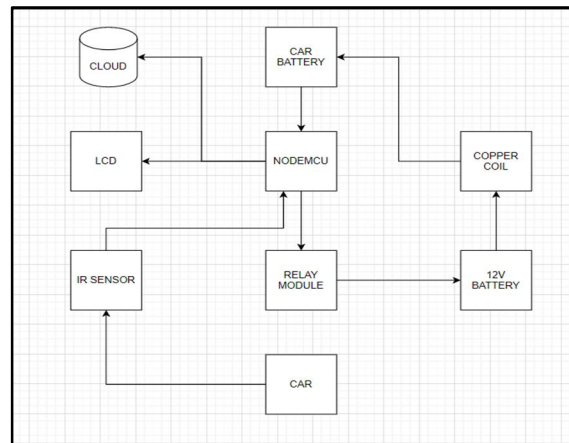 CLOUD
CAR
BATTERY
LCD
NODEMCU
COPPER
COIL
IR SENSOR
RELAY
MODULE
12V
BATTERY
CAR